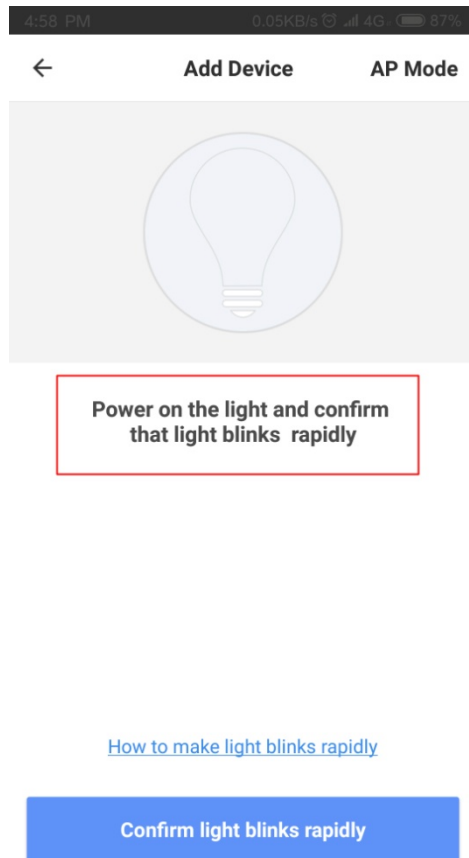 4:58 PM 0.05KB/s 4G 87%
Add Device AP Mode
Power on the light and confirm
that light blinks rapidly
How to make light blinks rapidly
Confirm light blinks rapidly